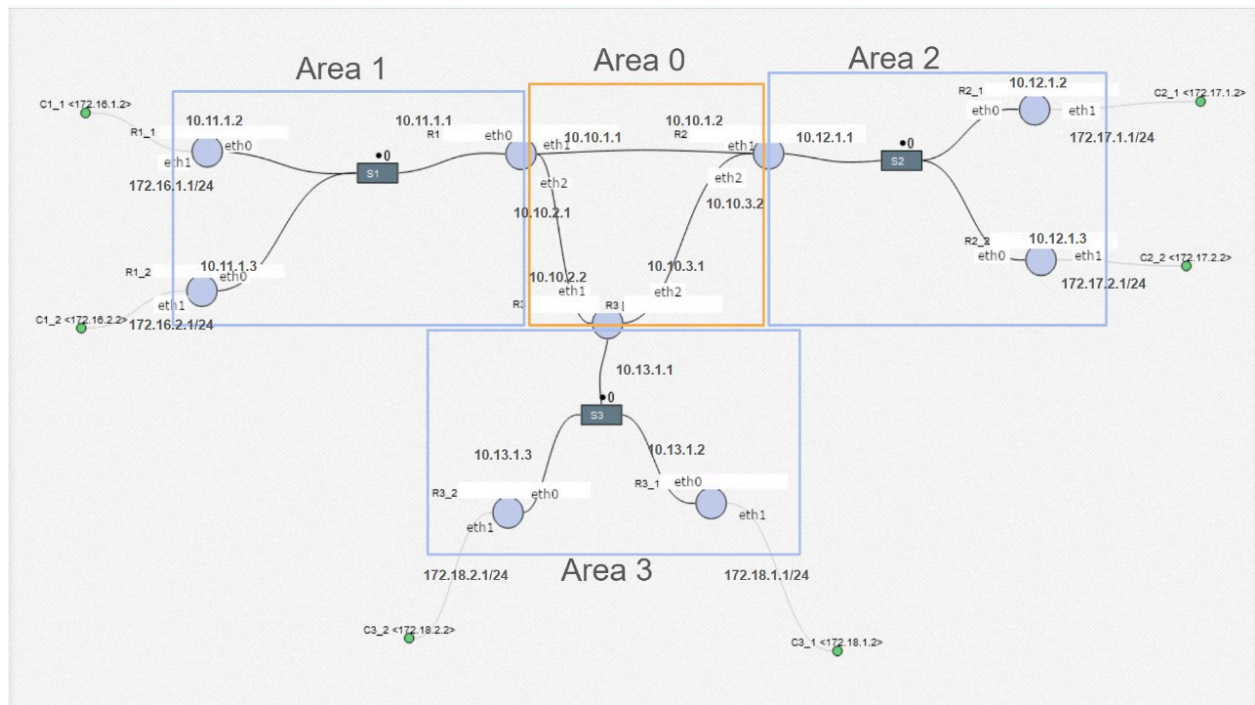 Area 1
Area 0
Area 2
C1_1 <172.16.1.2>
R1_1
10.11.1.2
eth0
eth1
172.16.1.1/24
10.11.1.1
R1
eth0
0
S1
eth1
10.10.1.1
eth2
10.10.2.1
10.10.1.2
R2
eth1
eth2
10.10.3.2
10.12.1.1
0
S2
R2_1
10.12.1.2
eth0
eth1
C2_1 <172.17.1.2>
172.17.1.1/24
R1_2
10.11.1.3
eth0
eth1
C1_2 <172.16.2.2>
172.16.2.1/24
10.10.2.2
eth1
10.10.3.1
eth2
R3
R2_2
10.12.1.3
eth0
eth1
C2_2 <172.17.2.2>
172.17.2.1/24
10.13.1.1
0
S3
10.13.1.3
R3_2
eth0
eth1
10.13.1.2
R3_1
eth0
eth1
172.18.2.1/24
Area 3
172.18.1.1/24
C3_2 <172.18.2.2>
C3_1 <172.18.1.2>